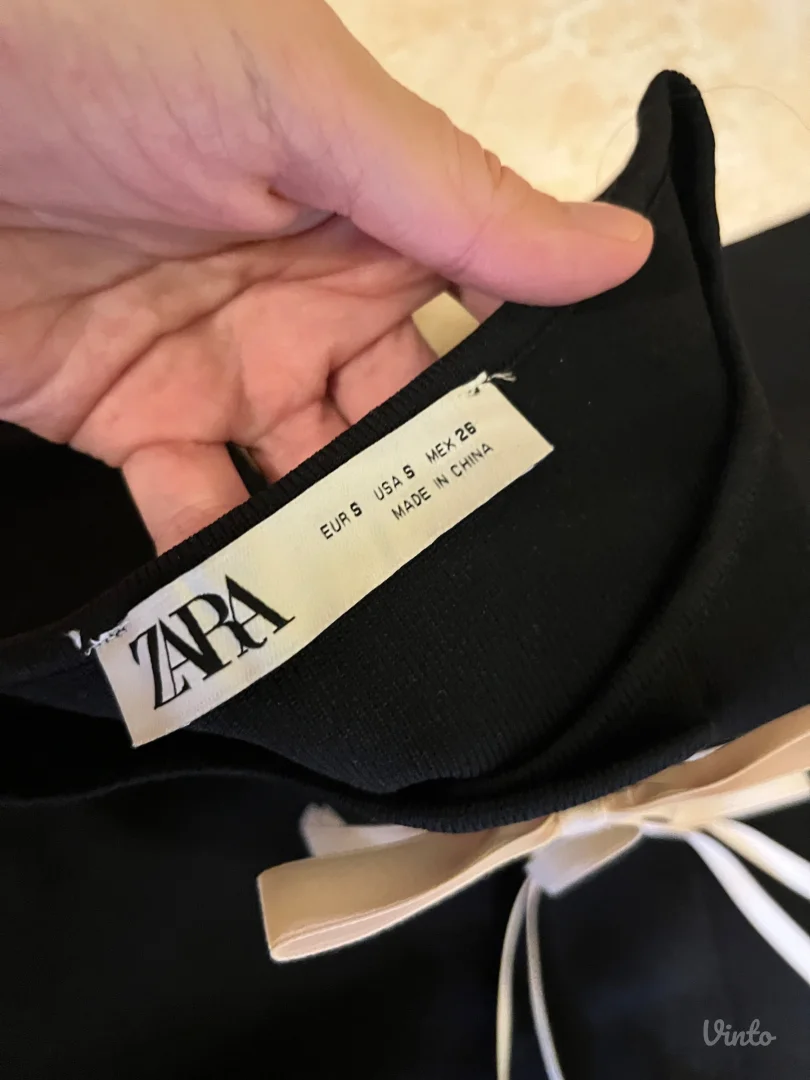 ZARA
EUR S USA S MEX 26
MADE IN CHINA
Vinto